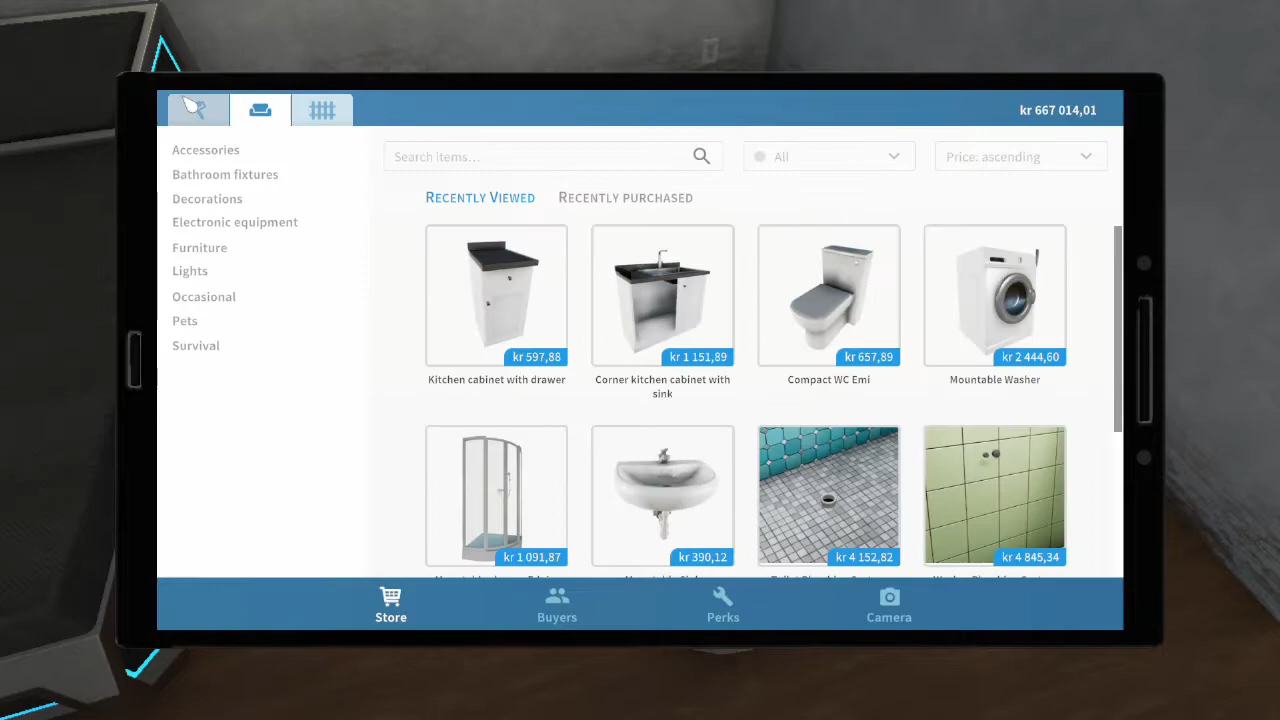 kr 667 014,01
Accessories
Bathroom fixtures
Decorations
Electronic equipment
Furniture
Lights
Occasional
Pets
Survival
Search items...
All
Price: ascending
RECENTLY VIEWED
RECENTLY PURCHASED
kr 597,88
Kitchen cabinet with drawer
kr 1 151,89
Corner kitchen cabinet with
sink
kr 657,89
Compact WC Emi
kr 2 444,60
Mountable Washer
kr 1 091,87
kr 390,12
kr 4 152,82
kr 4 845,34
Store
Buyers
Perks
Camera